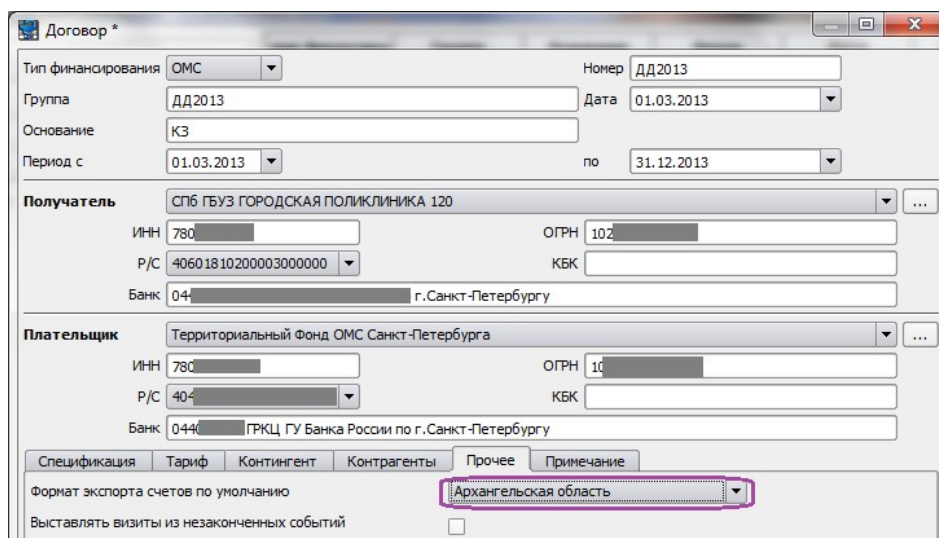 Договор *
Тип финансирования ОМС Номер ДД2013
Группа ДД2013 Дата 01.03.2013
Основание КЗ
Период с 01.03.2013 по 31.12.2013
Получатель СПб ГБУЗ ГОРОДСКАЯ ПОЛИКЛИНИКА 120 ...
ИНН 780 ОГРН 102
Р/С 40601810200003000000 КБК
Банк 04 г.Санкт-Петербургу
Плательщик Территориальный Фонд ОМС Санкт-Петербурга ...
ИНН 780 ОГРН 10
Р/С 404 КБК
Банк 044 ГРКЦ ГУ Банка России по г.Санкт-Петербургу
Спецификация Тариф Контингент Контрагенты Прочее Примечание
Формат экспорта счетов по умолчанию Архангельская область
Выставлять визиты из незаконченных событий